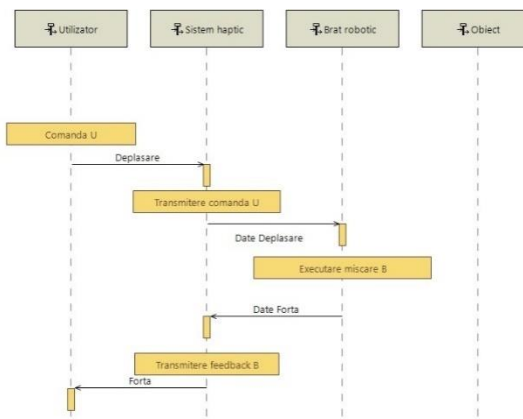 Utilizator
Sistem haptic
Brat robotic
Obiect
Comanda U
Deplasare
Transmitere comanda U
Date Deplasare
Executare miscare B
Date Forta
Transmitere feedback B
Forta